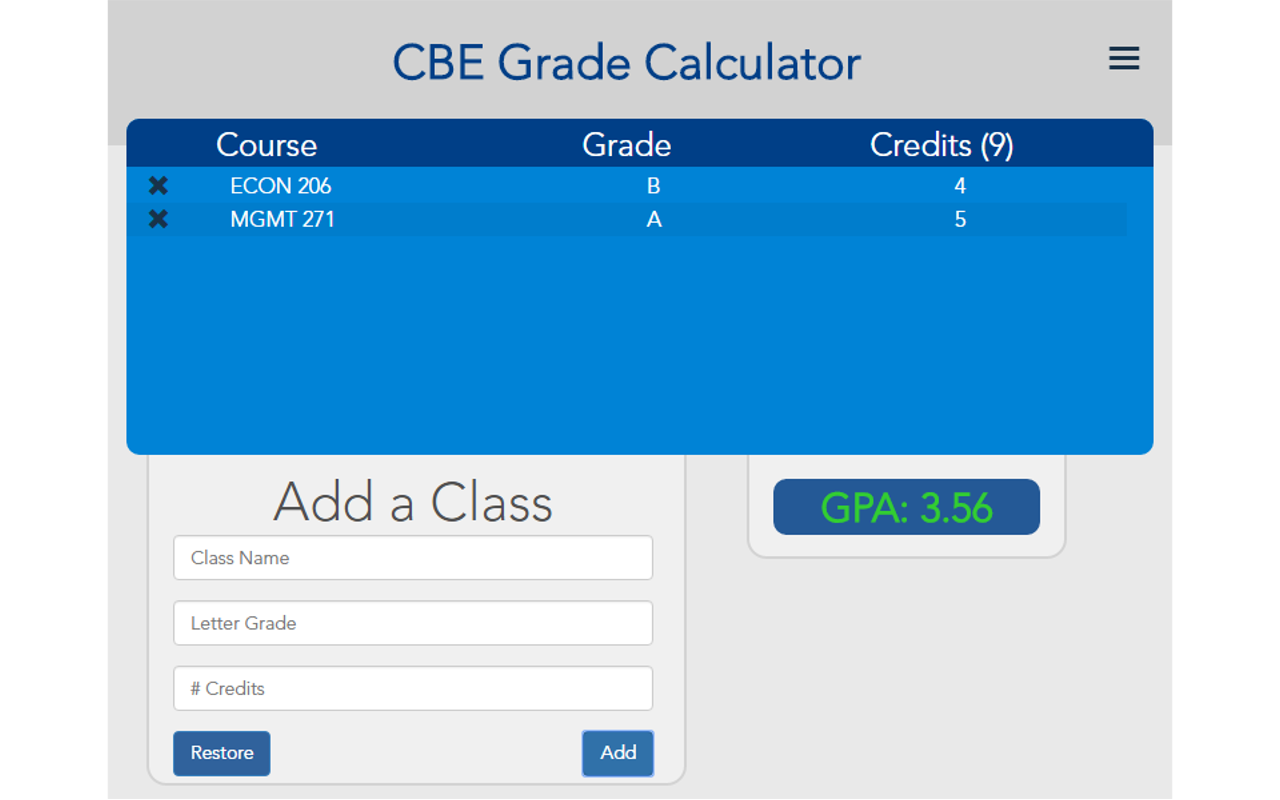 CBE Grade Calculator
Course Grade Credits (9)
ECON 206 B 4
MGMT 271 A 5
Add a Class
GPA: 3.56
Class Name
Letter Grade
# Credits
Restore Add